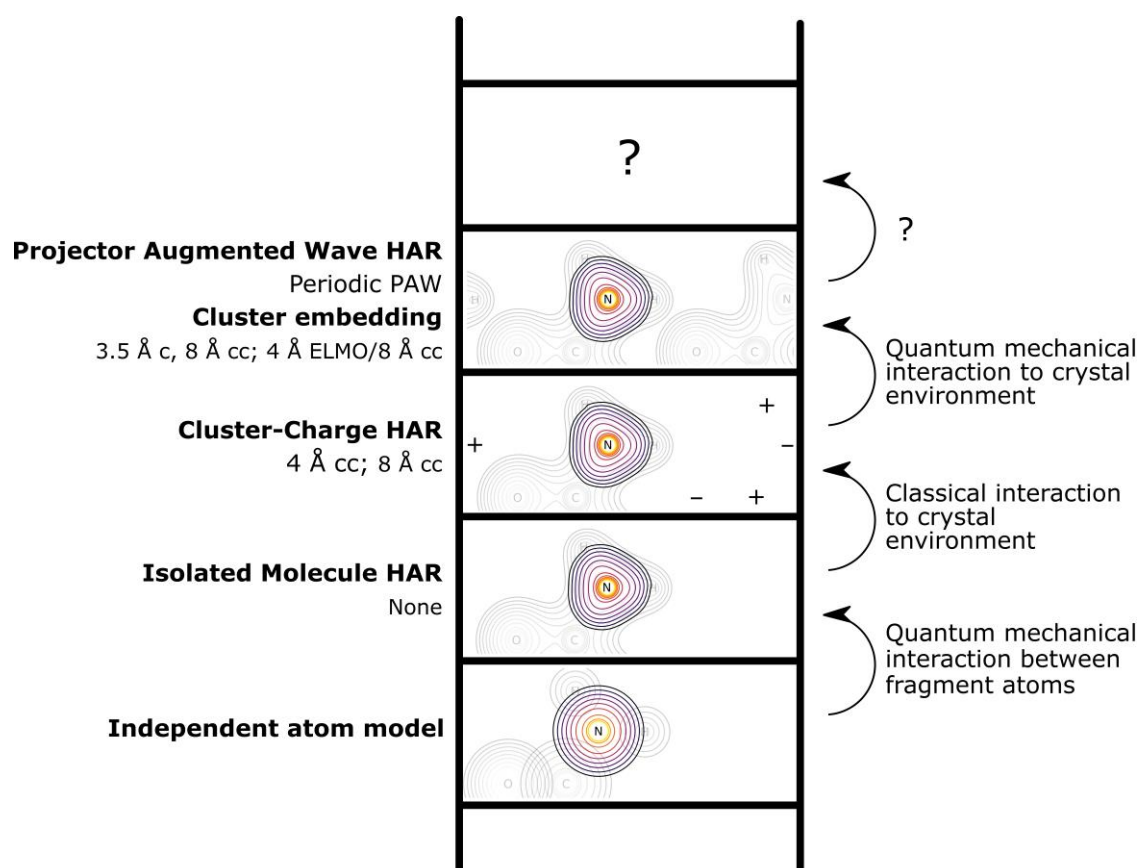 ?
Projector Augmented Wave HAR
Periodic PAW
Cluster embedding
3.5 Å c, 8 Å cc; 4 Å ELMO/8 Å cc
H
H
N
H
N
O
C
O
C
?
Quantum mechanical
interaction to crystal
environment
Cluster-Charge HAR
4 Å cc; 8 Å cc
H
+
+
N
H
–
O
C
–
+
Classical interaction
to crystal
environment
Isolated Molecule HAR
None
H
N
H
O
C
Quantum mechanical
interaction between
fragment atoms
Independent atom model
H
N
H
O
C